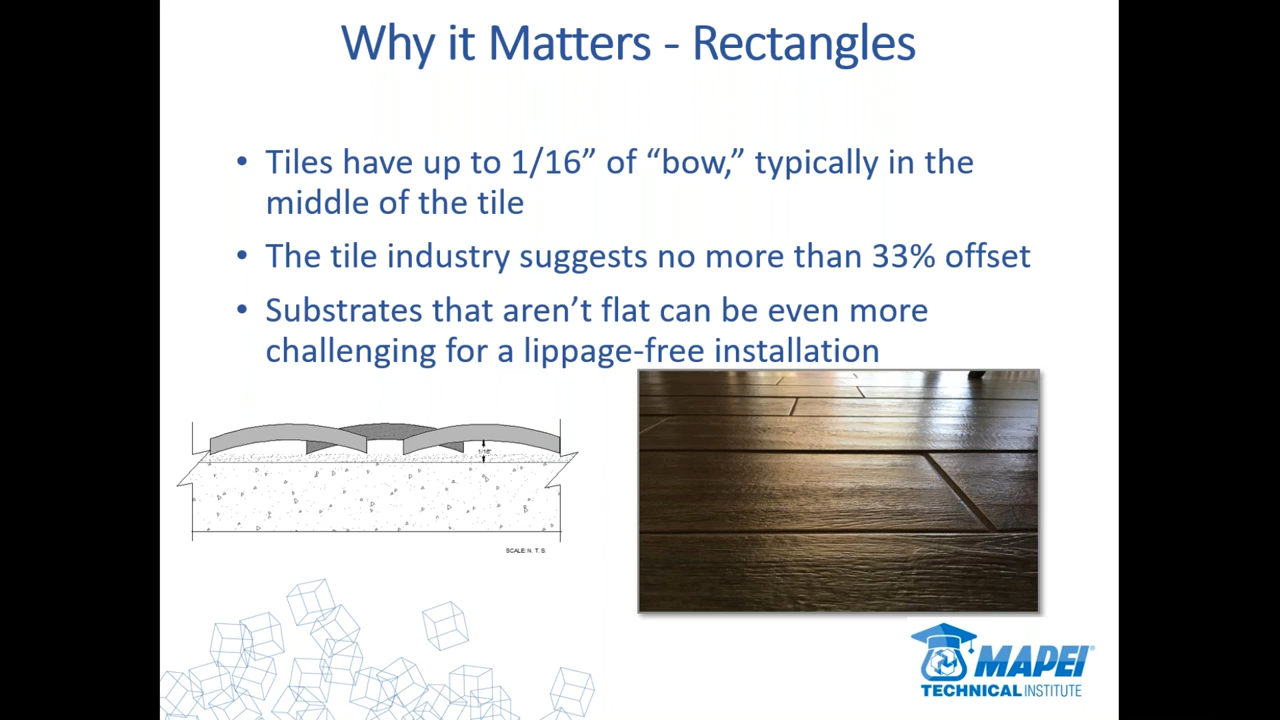 Why it Matters - Rectangles
• Tiles have up to 1/16” of “bow,” typically in the
middle of the tile
• The tile industry suggests no more than 33% offset
• Substrates that aren’t flat can be even more
challenging for a lippage-free installation
1/16"
SCALE: N. T. S.
MAPEI®
TECHNICAL INSTITUTE